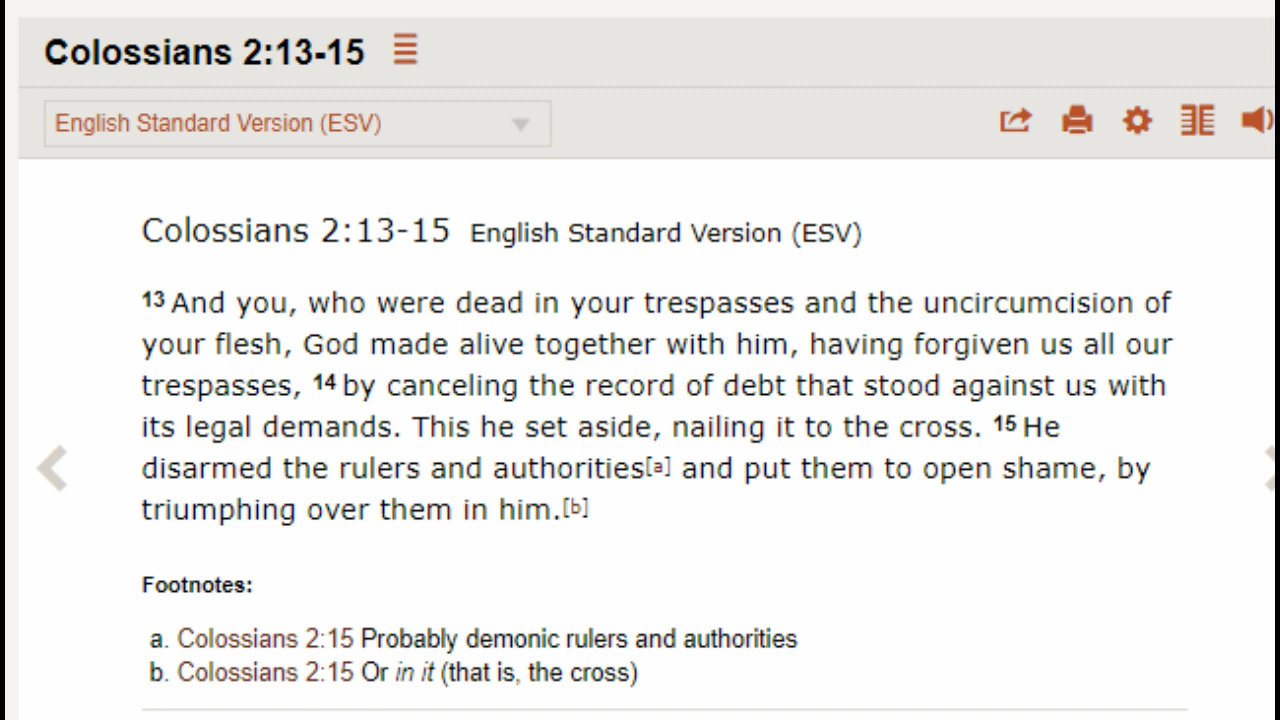 Colossians 2:13-15
English Standard Version (ESV)
Colossians 2:13-15 English Standard Version (ESV)
13 And you, who were dead in your trespasses and the uncircumcision of
your flesh, God made alive together with him, having forgiven us all our
trespasses, 14 by canceling the record of debt that stood against us with
its legal demands. This he set aside, nailing it to the cross. 15 He
disarmed the rulers and authorities[a] and put them to open shame, by
triumphing over them in him.[b]
Footnotes:
a. Colossians 2:15 Probably demonic rulers and authorities
b. Colossians 2:15 Or in it (that is, the cross)